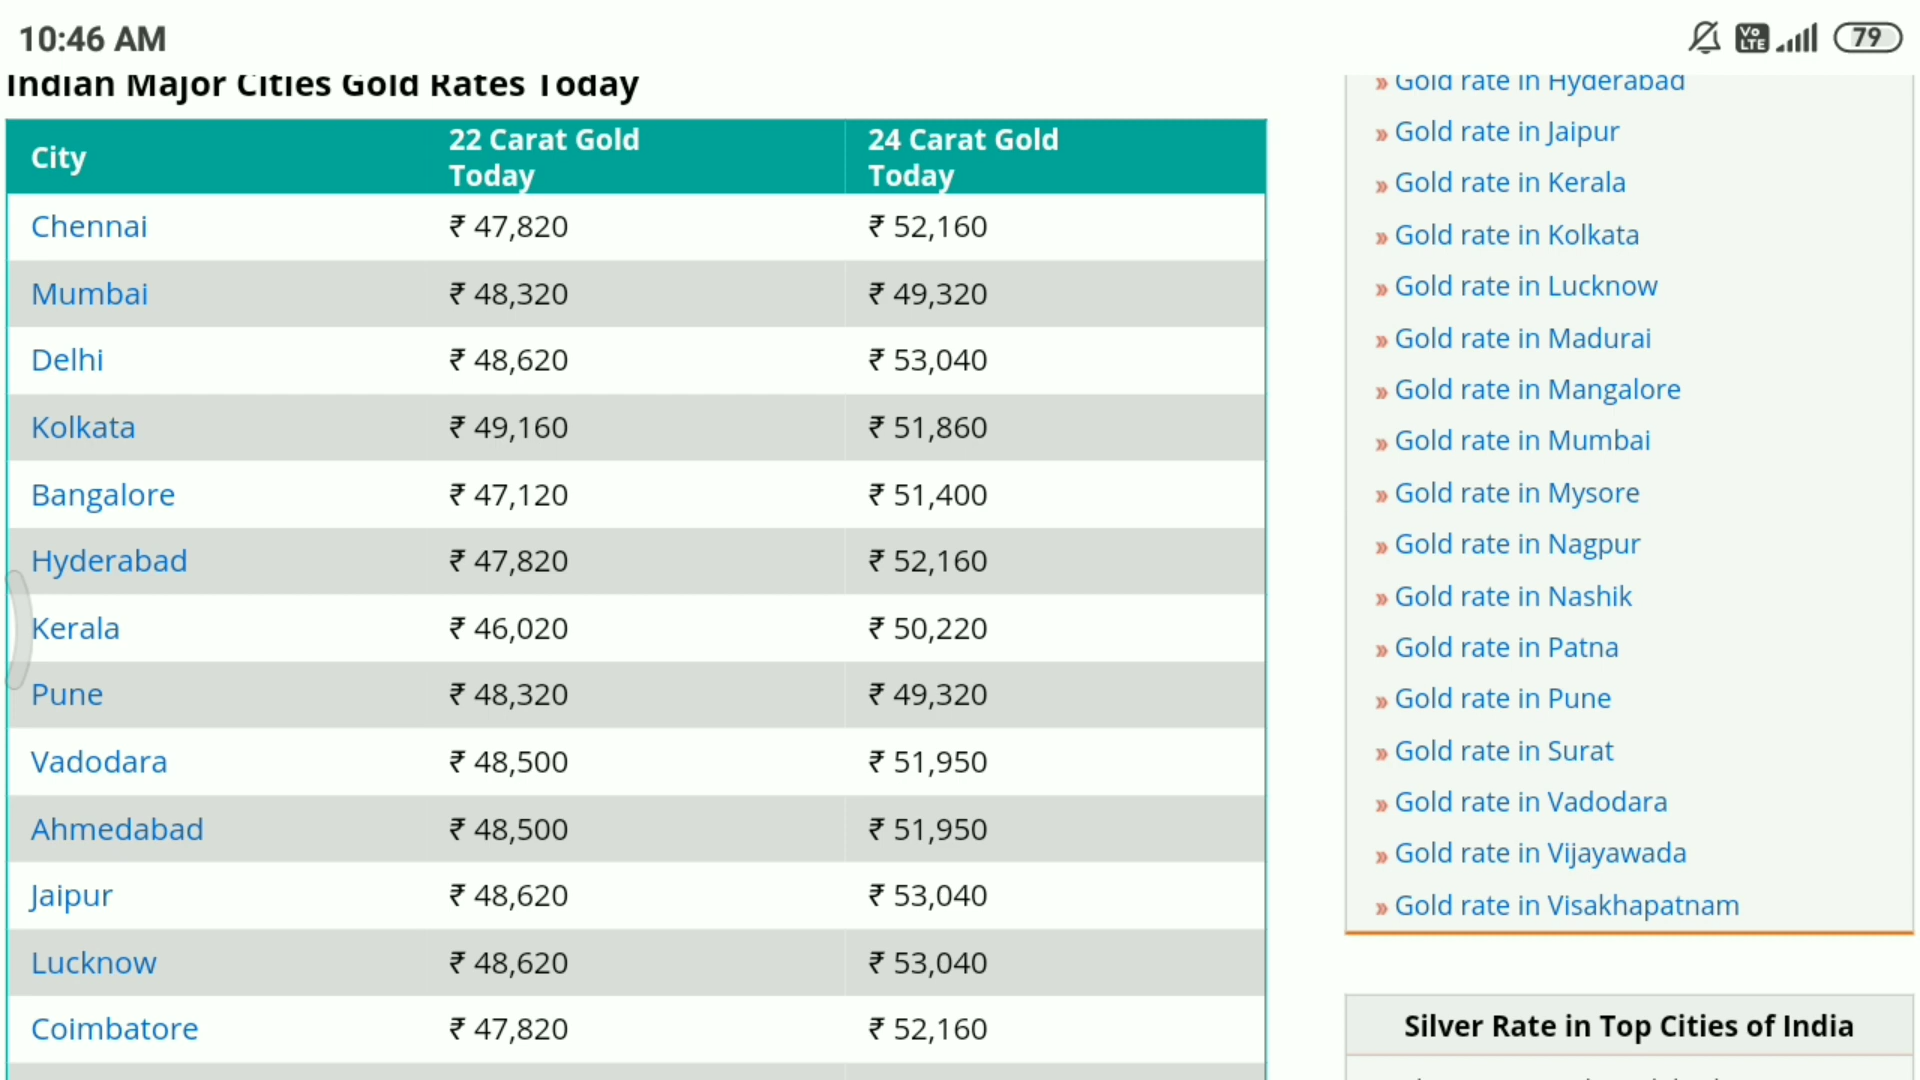 10:46 AM
Vo LTE
79
Indian Major Cities Gold Rates Today
City 22 Carat Gold Today 24 Carat Gold Today
Chennai ₹ 47,820 ₹ 52,160
Mumbai ₹ 48,320 ₹ 49,320
Delhi ₹ 48,620 ₹ 53,040
Kolkata ₹ 49,160 ₹ 51,860
Bangalore ₹ 47,120 ₹ 51,400
Hyderabad ₹ 47,820 ₹ 52,160
Kerala ₹ 46,020 ₹ 50,220
Pune ₹ 48,320 ₹ 49,320
Vadodara ₹ 48,500 ₹ 51,950
Ahmedabad ₹ 48,500 ₹ 51,950
Jaipur ₹ 48,620 ₹ 53,040
Lucknow ₹ 48,620 ₹ 53,040
Coimbatore ₹ 47,820 ₹ 52,160
» Gold rate in Hyderabad
» Gold rate in Jaipur
» Gold rate in Kerala
» Gold rate in Kolkata
» Gold rate in Lucknow
» Gold rate in Madurai
» Gold rate in Mangalore
» Gold rate in Mumbai
» Gold rate in Mysore
» Gold rate in Nagpur
» Gold rate in Nashik
» Gold rate in Patna
» Gold rate in Pune
» Gold rate in Surat
» Gold rate in Vadodara
» Gold rate in Vijayawada
» Gold rate in Visakhapatnam
Silver Rate in Top Cities of India